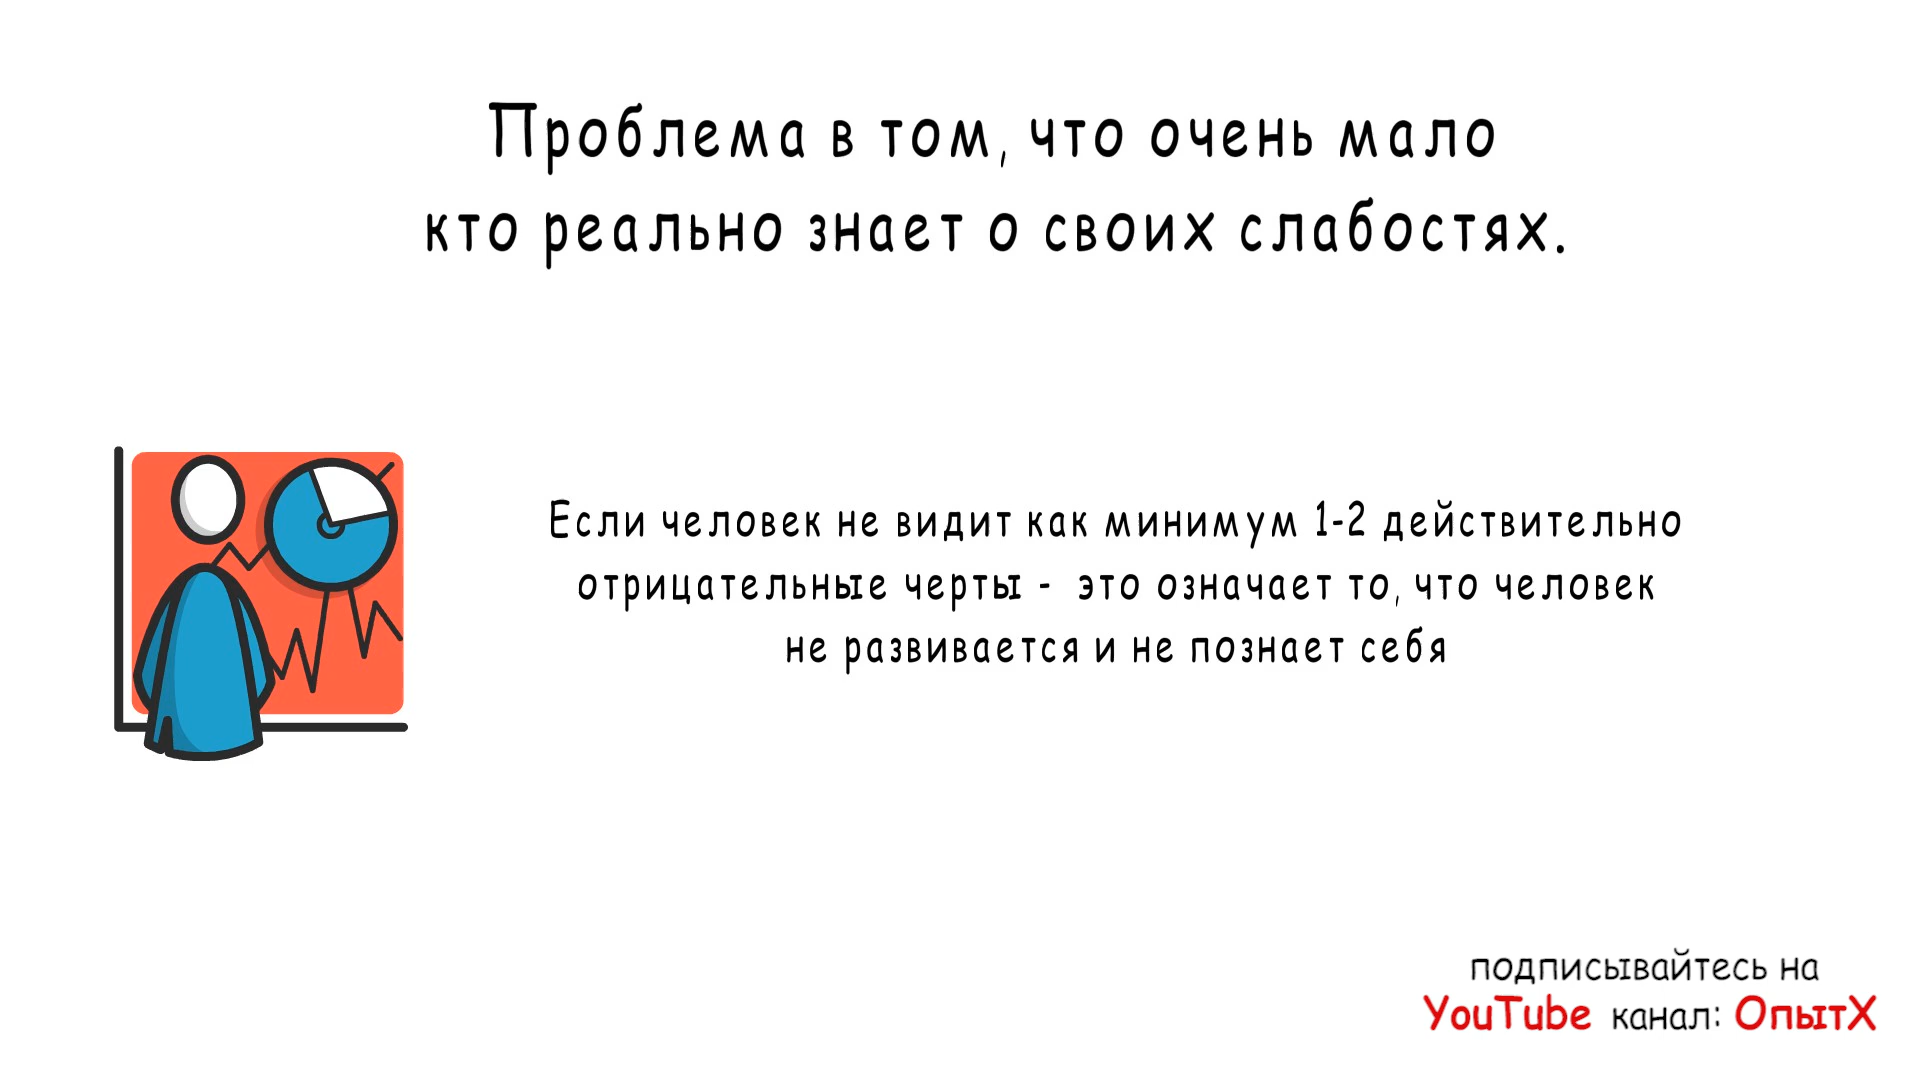 Проблема в том, что очень мало
кто реально знает о своих слабостях.
Если человек не видит как минимум 1-2 действительно
отрицательные черты - это означает то, что человек
не развивается и не познает себя
подписывайтесь на
YouTube канал: ОпытХ